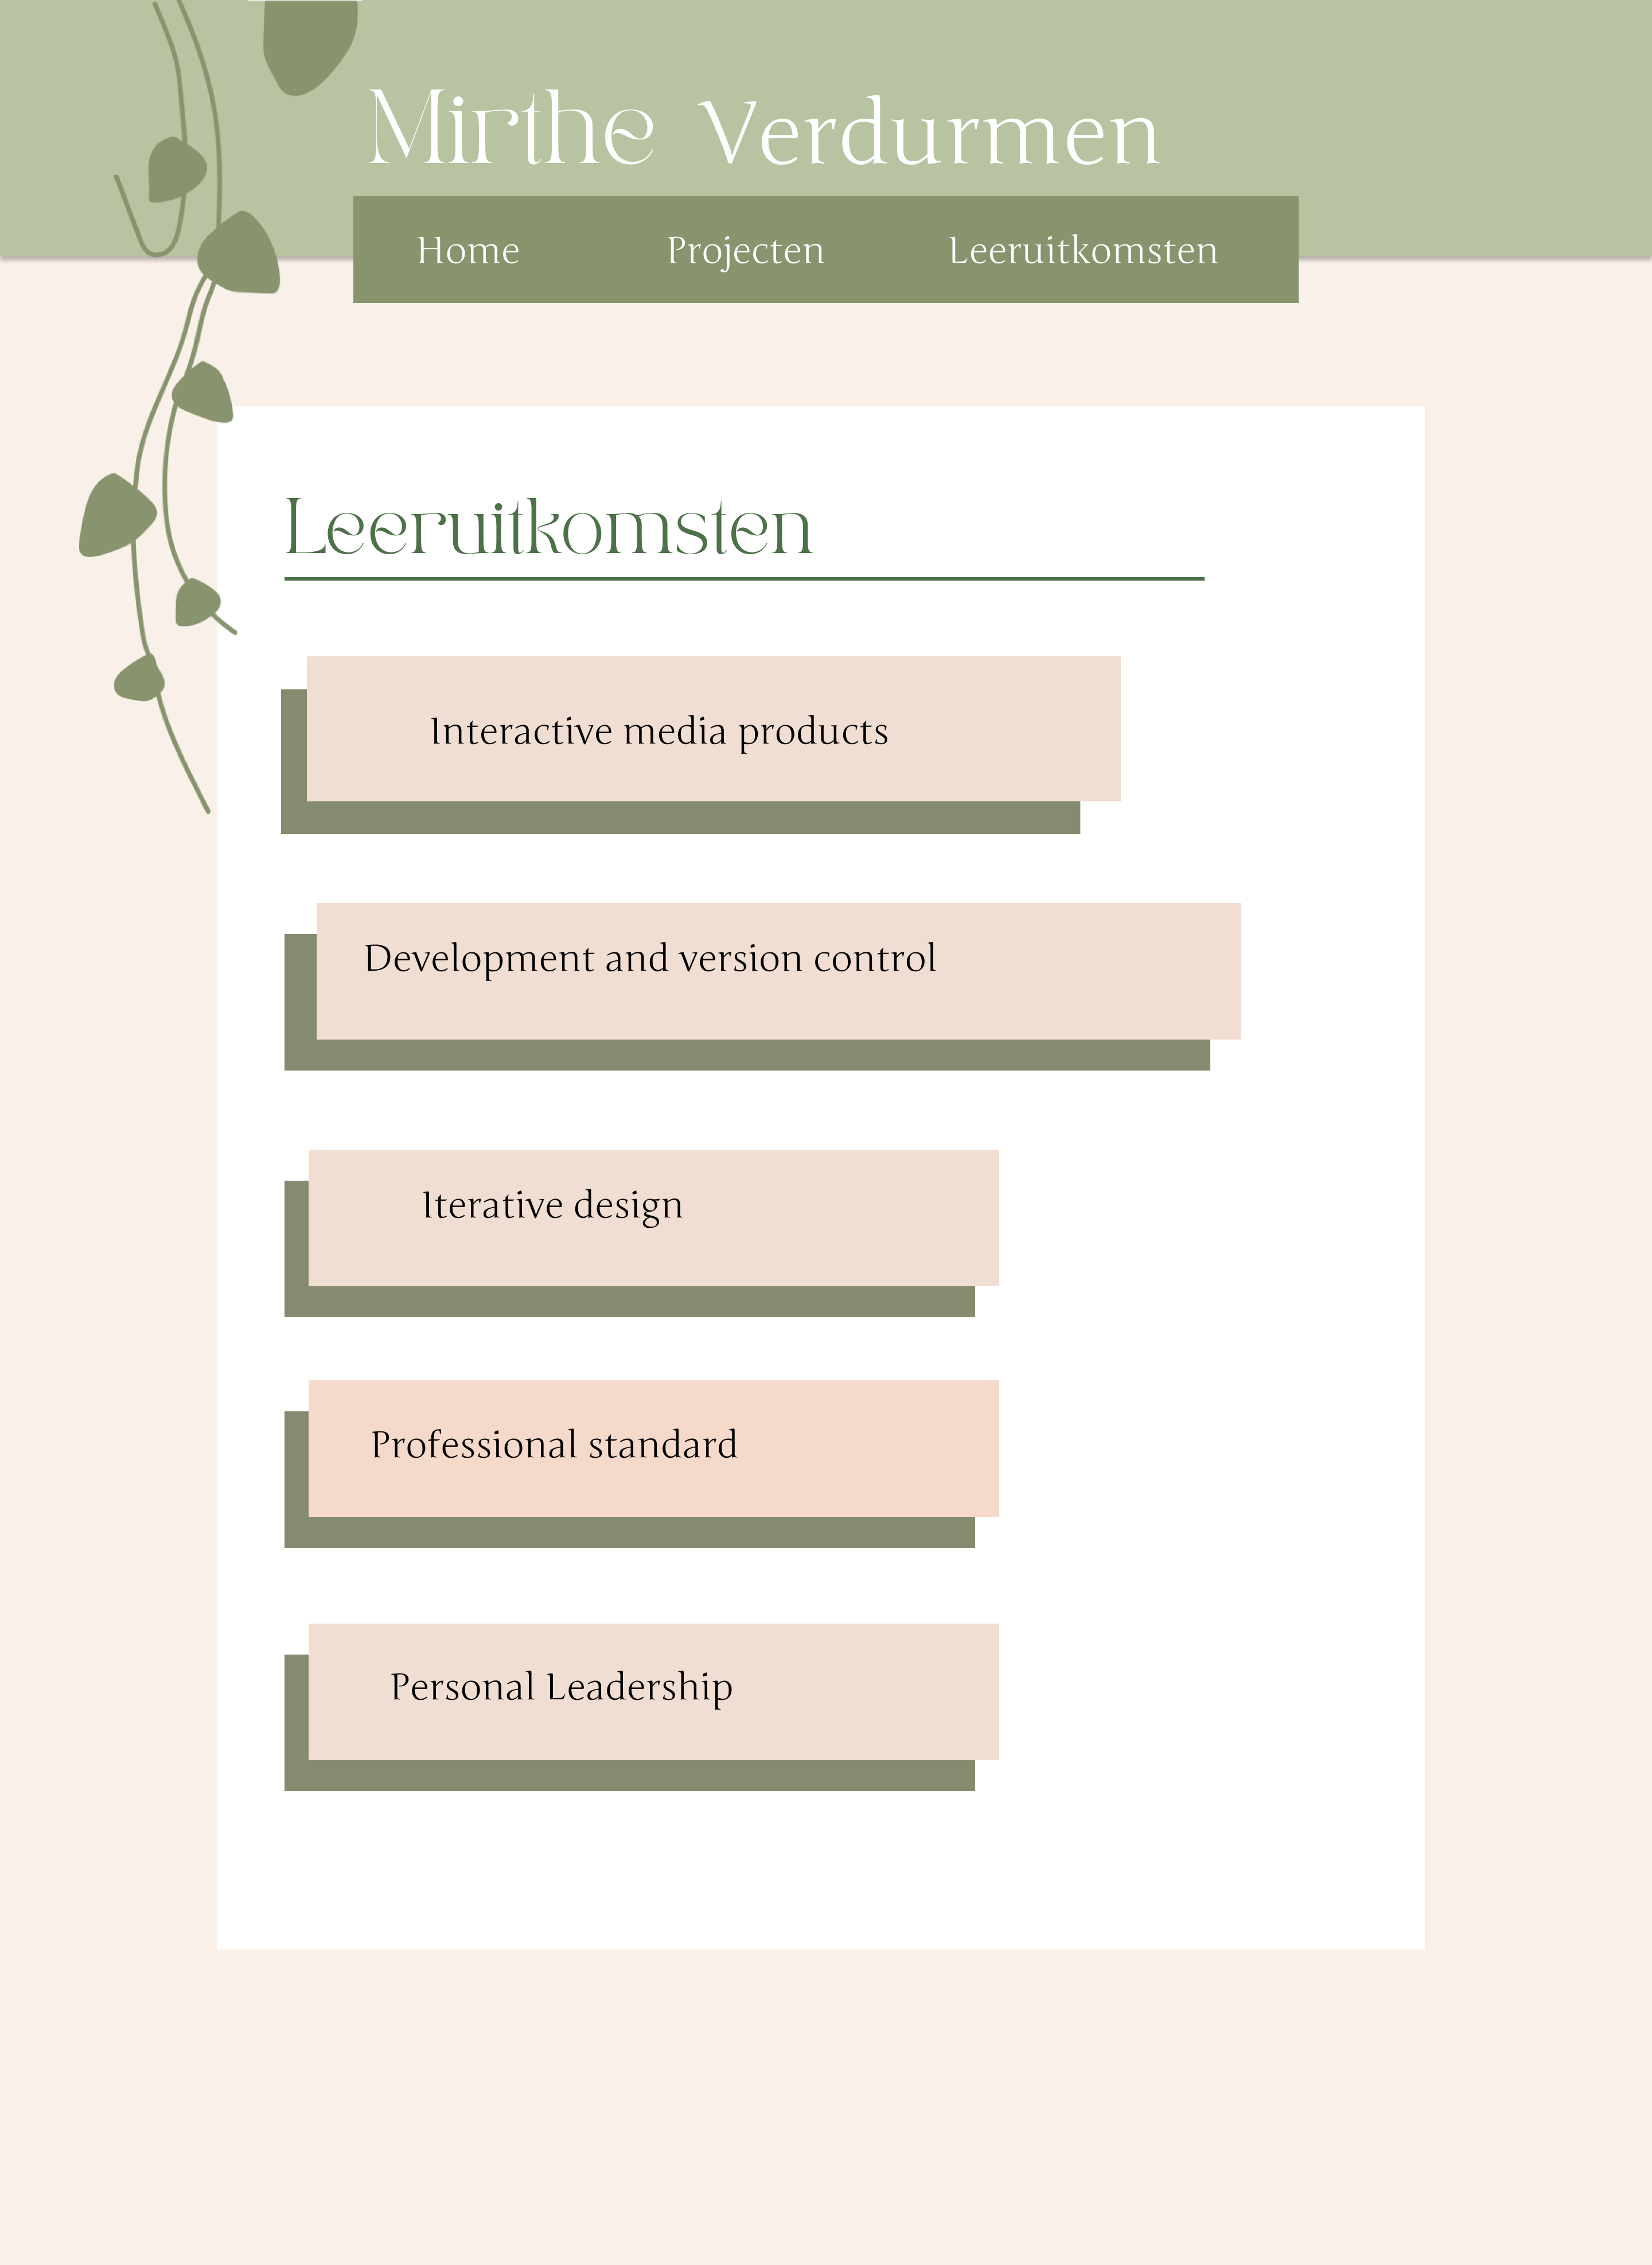 Mirthe Verdurmen
Home Projecten Leeruitkomsten
Leeruitkomsten
Interactive media products
Development and version control
Iterative design
Professional standard
Personal Leadership